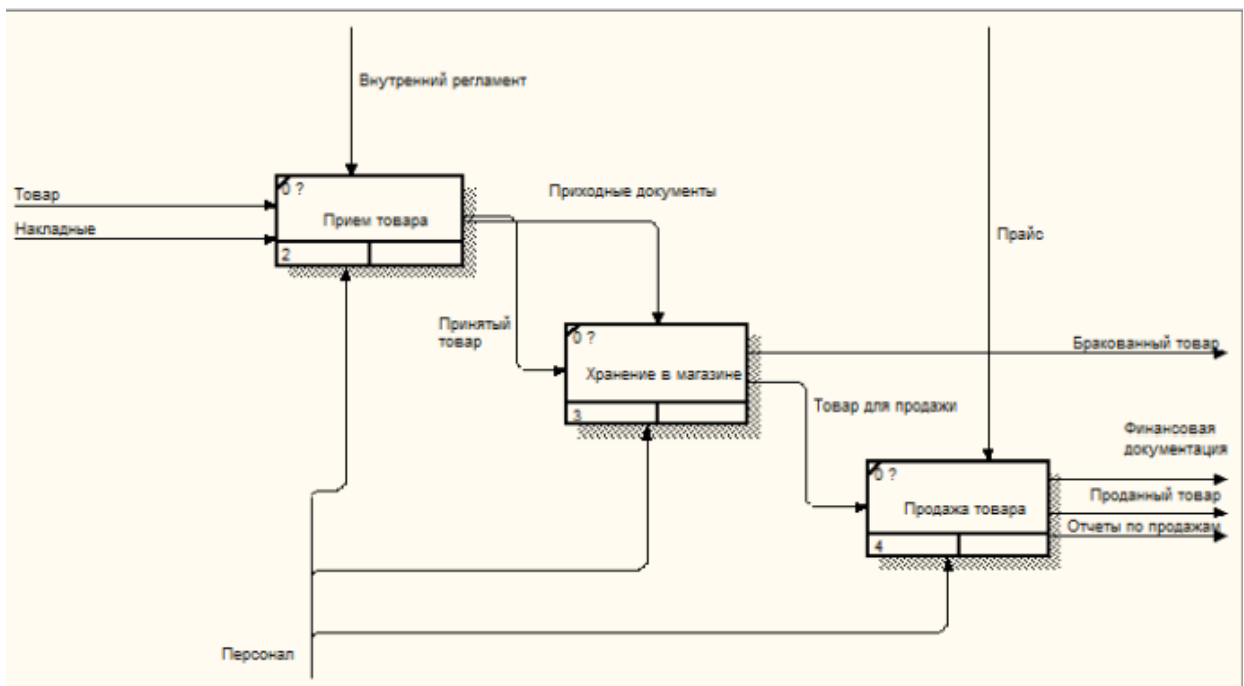 Внутренний регламент
Товар
0 ?
Приходные документы
Прием товара
Накладные
Прайс
2
Принятый
товар
0 ?
Бракованный товар
Хранение в магазине
Товар для продажи
3
Финансовая
документация
0 ?
Проданный товар
Продажа товара
Отчеты по продажам
4
Персонал